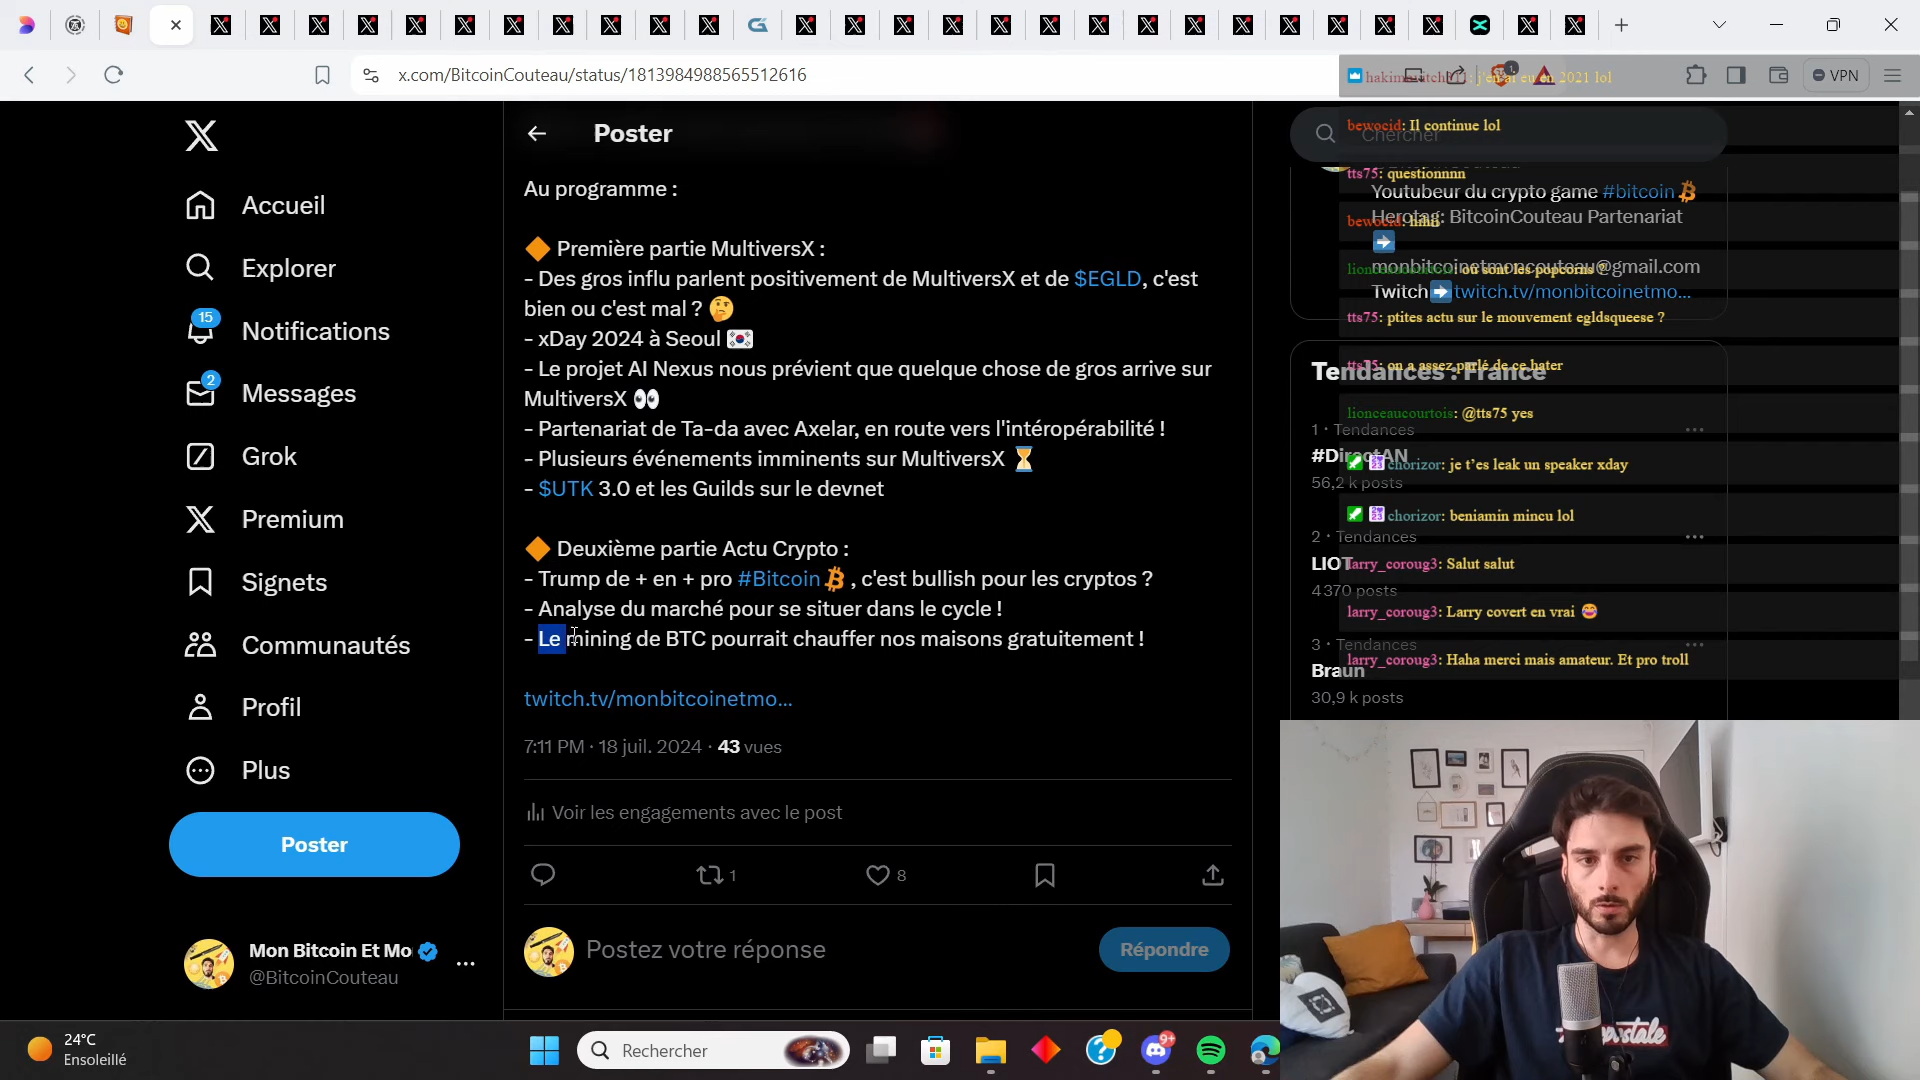 x.com/BitcoinCouteau/status/1813984988565512616
VPN
Accueil
Explorer
15
Notifications
2
Messages
Grok
Premium
Signets
Communautés
Profil
Plus
Poster
Mon Bitcoin Et Mo
@BitcoinCouteau
Poster
Au programme :
Première partie MultiversX :
- Des gros influ parlent positivement de MultiversX et de $EGLD, c'est
bien ou c'est mal ? 🤔
- xDay 2024 à Seoul 🇰🇷
- Le projet AI Nexus nous prévient que quelque chose de gros arrive sur
MultiversX 👀
- Partenariat de Ta-da avec Axelar, en route vers l'intéropérabilité !
- Plusieurs événements imminents sur MultiversX ⏳
- $UTK 3.0 et les Guilds sur le devnet
Deuxième partie Actu Crypto :
- Trump de + en + pro #Bitcoin , c'est bullish pour les cryptos ?
- Analyse du marché pour se situer dans le cycle !
- Le mining de BTC pourrait chauffer nos maisons gratuitement !
twitch.tv/monbitcoinetmo...
7:11 PM · 18 juil. 2024 · 43 vues
Voir les engagements avec le post
1
8
Postez votre réponse
Répondre
Chercher
Youtubeur du crypto game #bitcoin
Herotag: BitcoinCouteau Partenariat
monbitcoinetmoncouteau@gmail.com
Twitch twitch.tv/monbitcoinetmo...
Tendances : France
1 · Tendances
#DirectAN
56,2 k posts
2 · Tendances
LIOT
4 370 posts
3 · Tendances
Braun
30,9 k posts
j'en ai eu en 2021 lol
bewocid: Il continue lol
tts75: questionnnn
bewocid: hihii
lionceaucourtois: où sont les popcorns ?
tts75: ptites actu sur le mouvement egldsqueese ?
tts75: on a assez parlé de ce hater
lionceaucourtois: @tts75 yes
chorizor: je t'es leak un speaker xday
chorizor: beniamin mincu lol
larry_coroug3: Salut salut
larry_coroug3: Larry covert en vrai 😂
larry_coroug3: Haha merci mais amateur. Et pro troll
24°C
Ensoleillé
Rechercher
9+